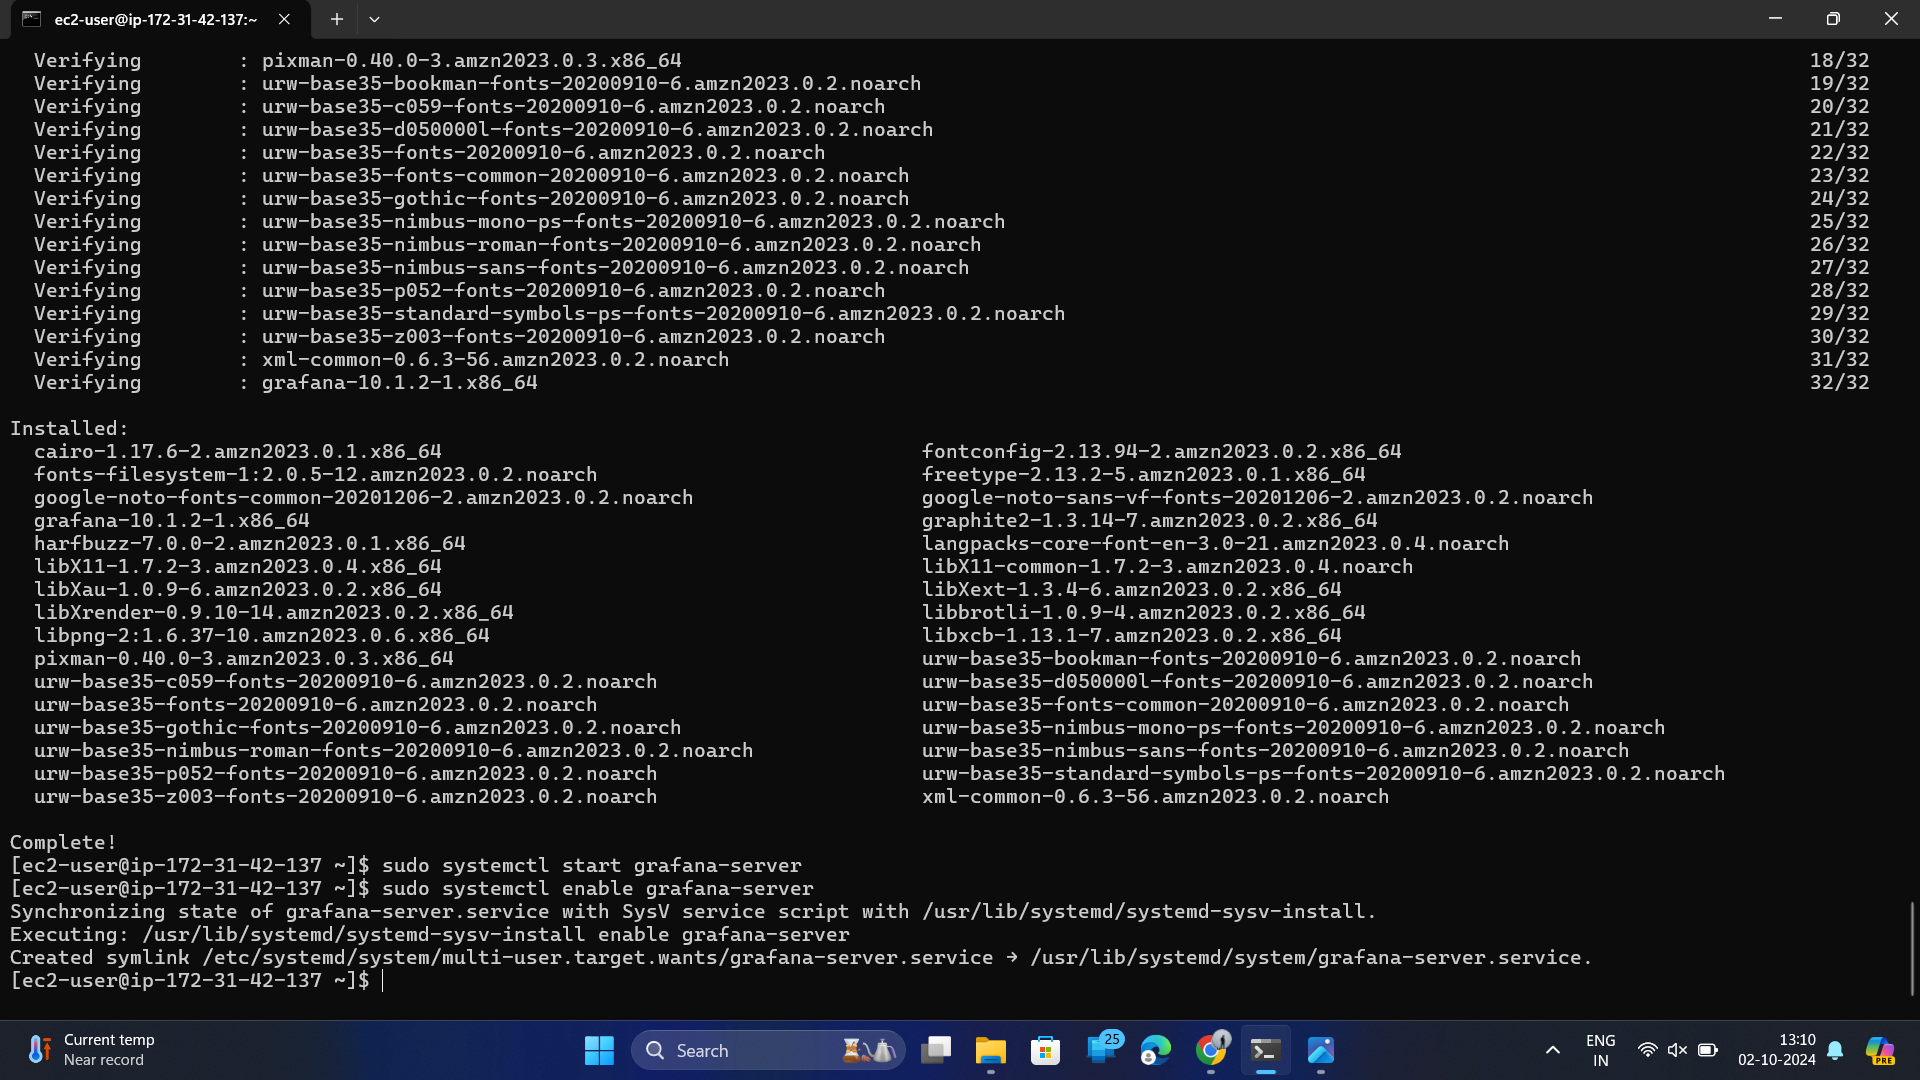 ec2-user@ip-172-31-42-137:~
Verifying : pixman-0.40.0-3.amzn2023.0.3.x86_64 18/32
Verifying : urw-base35-bookman-fonts-20200910-6.amzn2023.0.2.noarch 19/32
Verifying : urw-base35-c059-fonts-20200910-6.amzn2023.0.2.noarch 20/32
Verifying : urw-base35-d050000l-fonts-20200910-6.amzn2023.0.2.noarch 21/32
Verifying : urw-base35-fonts-20200910-6.amzn2023.0.2.noarch 22/32
Verifying : urw-base35-fonts-common-20200910-6.amzn2023.0.2.noarch 23/32
Verifying : urw-base35-gothic-fonts-20200910-6.amzn2023.0.2.noarch 24/32
Verifying : urw-base35-nimbus-mono-ps-fonts-20200910-6.amzn2023.0.2.noarch 25/32
Verifying : urw-base35-nimbus-roman-fonts-20200910-6.amzn2023.0.2.noarch 26/32
Verifying : urw-base35-nimbus-sans-fonts-20200910-6.amzn2023.0.2.noarch 27/32
Verifying : urw-base35-p052-fonts-20200910-6.amzn2023.0.2.noarch 28/32
Verifying : urw-base35-standard-symbols-ps-fonts-20200910-6.amzn2023.0.2.noarch 29/32
Verifying : urw-base35-z003-fonts-20200910-6.amzn2023.0.2.noarch 30/32
Verifying : xml-common-0.6.3-56.amzn2023.0.2.noarch 31/32
Verifying : grafana-10.1.2-1.x86_64 32/32
Installed:
cairo-1.17.6-2.amzn2023.0.1.x86_64 fontconfig-2.13.94-2.amzn2023.0.2.x86_64
fonts-filesystem-1:2.0.5-12.amzn2023.0.2.noarch freetype-2.13.2-5.amzn2023.0.1.x86_64
google-noto-fonts-common-20201206-2.amzn2023.0.2.noarch google-noto-sans-vf-fonts-20201206-2.amzn2023.0.2.noarch
grafana-10.1.2-1.x86_64 graphite2-1.3.14-7.amzn2023.0.2.x86_64
harfbuzz-7.0.0-2.amzn2023.0.1.x86_64 langpacks-core-font-en-3.0-21.amzn2023.0.4.noarch
libX11-1.7.2-3.amzn2023.0.4.x86_64 libX11-common-1.7.2-3.amzn2023.0.4.noarch
libXau-1.0.9-6.amzn2023.0.2.x86_64 libXext-1.3.4-6.amzn2023.0.2.x86_64
libXrender-0.9.10-14.amzn2023.0.2.x86_64 libbrotli-1.0.9-4.amzn2023.0.2.x86_64
libpng-2:1.6.37-10.amzn2023.0.6.x86_64 libxcb-1.13.1-7.amzn2023.0.2.x86_64
pixman-0.40.0-3.amzn2023.0.3.x86_64 urw-base35-bookman-fonts-20200910-6.amzn2023.0.2.noarch
urw-base35-c059-fonts-20200910-6.amzn2023.0.2.noarch urw-base35-d050000l-fonts-20200910-6.amzn2023.0.2.noarch
urw-base35-fonts-20200910-6.amzn2023.0.2.noarch urw-base35-fonts-common-20200910-6.amzn2023.0.2.noarch
urw-base35-gothic-fonts-20200910-6.amzn2023.0.2.noarch urw-base35-nimbus-mono-ps-fonts-20200910-6.amzn2023.0.2.noarch
urw-base35-nimbus-roman-fonts-20200910-6.amzn2023.0.2.noarch urw-base35-nimbus-sans-fonts-20200910-6.amzn2023.0.2.noarch
urw-base35-p052-fonts-20200910-6.amzn2023.0.2.noarch urw-base35-standard-symbols-ps-fonts-20200910-6.amzn2023.0.2.noarch
urw-base35-z003-fonts-20200910-6.amzn2023.0.2.noarch xml-common-0.6.3-56.amzn2023.0.2.noarch
Complete!
[ec2-user@ip-172-31-42-137 ~]$ sudo systemctl start grafana-server
[ec2-user@ip-172-31-42-137 ~]$ sudo systemctl enable grafana-server
Synchronizing state of grafana-server.service with SysV service script with /usr/lib/systemd/systemd-sysv-install.
Executing: /usr/lib/systemd/systemd-sysv-install enable grafana-server
Created symlink /etc/systemd/system/multi-user.target.wants/grafana-server.service → /usr/lib/systemd/system/grafana-server.service.
[ec2-user@ip-172-31-42-137 ~]$
Current temp
Near record
Search
25
ENG
IN
13:10
02-10-2024
PRE